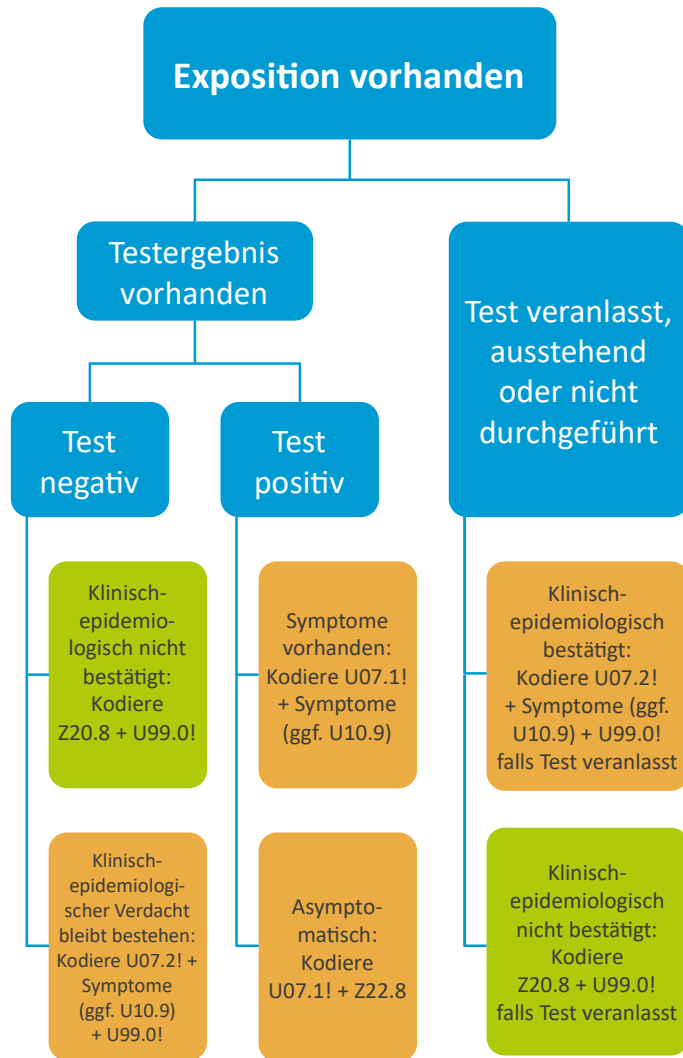 Exposition vorhanden
Testergebnis
vorhanden
Test veranlasst,
ausstehend
oder nicht
durchgeführt
Test
negativ
Test
positiv
Klinisch-
epidemio-
logisch nicht
bestätigt:
Kodiere
Z20.8 + U99.0!
Symptome
vorhanden:
Kodiere U07.1!
+ Symptome
(ggf. U10.9)
Klinisch-
epidemiologisch
bestätigt:
Kodiere U07.2!
+ Symptome (ggf.
U10.9) + U99.0!
falls Test veranlasst
Klinisch-
epidemiologi-
scher Verdacht
bleibt bestehen:
Kodiere U07.2! +
Symptome
(ggf. U10.9)
+ U99.0!
Asympto-
matisch:
Kodiere
U07.1! + Z22.8
Klinisch-
epidemiologisch
nicht bestätigt:
Kodiere
Z20.8 + U99.0!
falls Test veranlasst